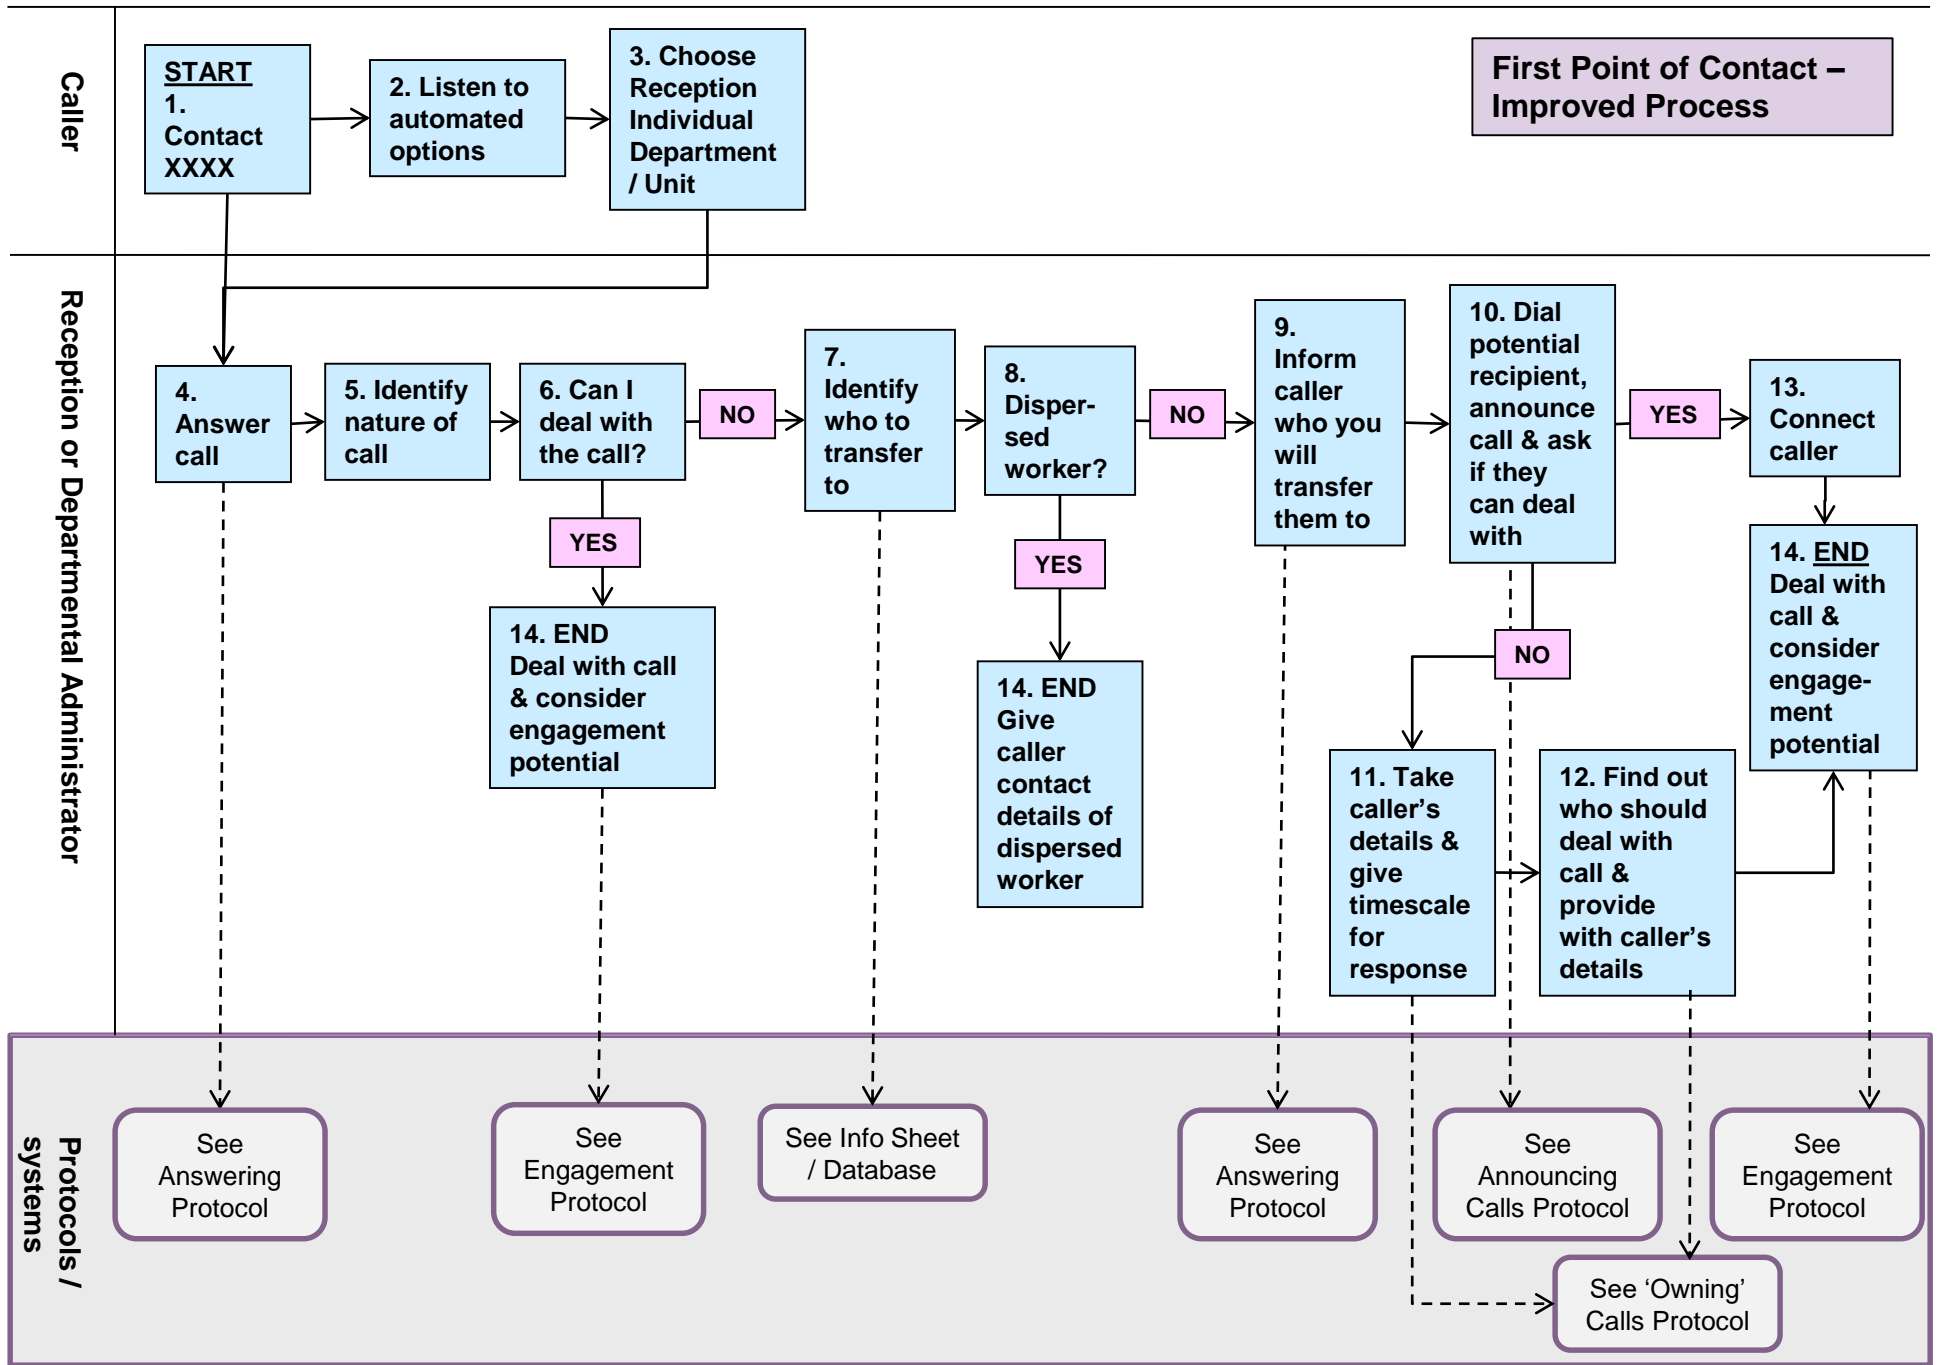 Caller
START
1.
Contact
XXXX
2. Listen to
automated
options
3. Choose
Reception
Individual
Department
/ Unit
First Point of Contact –
Improved Process
Reception or Departmental Administrator
4.
Answer
call
5. Identify
nature of
call
6. Can I
deal with
the call?
NO
YES
14. END
Deal with call
& consider
engagement
potential
7.
Identify
who to
transfer
to
8.
Disper-
sed
worker?
NO
YES
14. END
Give
caller
contact
details of
dispersed
worker
9.
Inform
caller
who you
will
transfer
them to
10. Dial
potential
recipient,
announce
call & ask
if they
can deal
with
YES
NO
11. Take
caller’s
details &
give
timescale
for
response
12. Find out
who should
deal with
call &
provide
with caller’s
details
13.
Connect
caller
14. END
Deal with
call &
consider
engage-
ment
potential
Protocols /
systems
See
Answering
Protocol
See
Engagement
Protocol
See Info Sheet
/ Database
See
Answering
Protocol
See
Announcing
Calls Protocol
See
Engagement
Protocol
See ‘Owning’
Calls Protocol